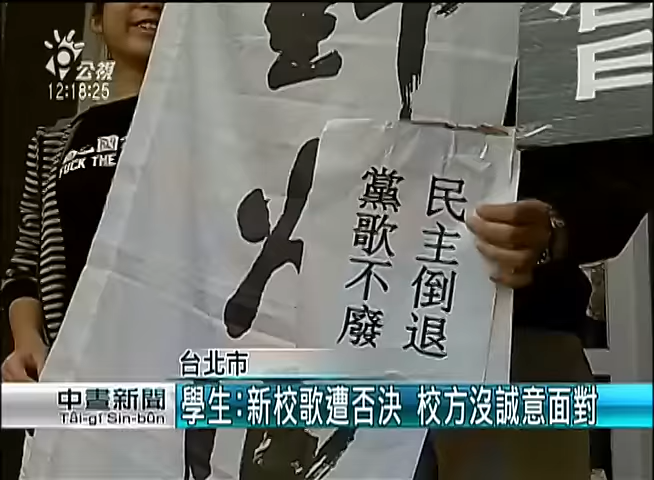 公視
12:18:25
FUCK THE
民主倒退
黨歌不廢
台北市
中晝新聞
Tâi-gí Sin-bûn
學生:新校歌遭否決 校方沒誠意面對